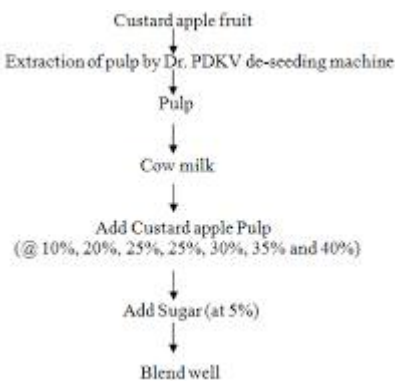 Custard apple fruit
Extraction of pulp by Dr. PDKV de-seeding machine
Pulp
Cow milk
Add Custard apple Pulp
(@ 10%, 20%, 25%, 25%, 30%, 35% and 40%)
Add Sugar (at 5%)
Blend well